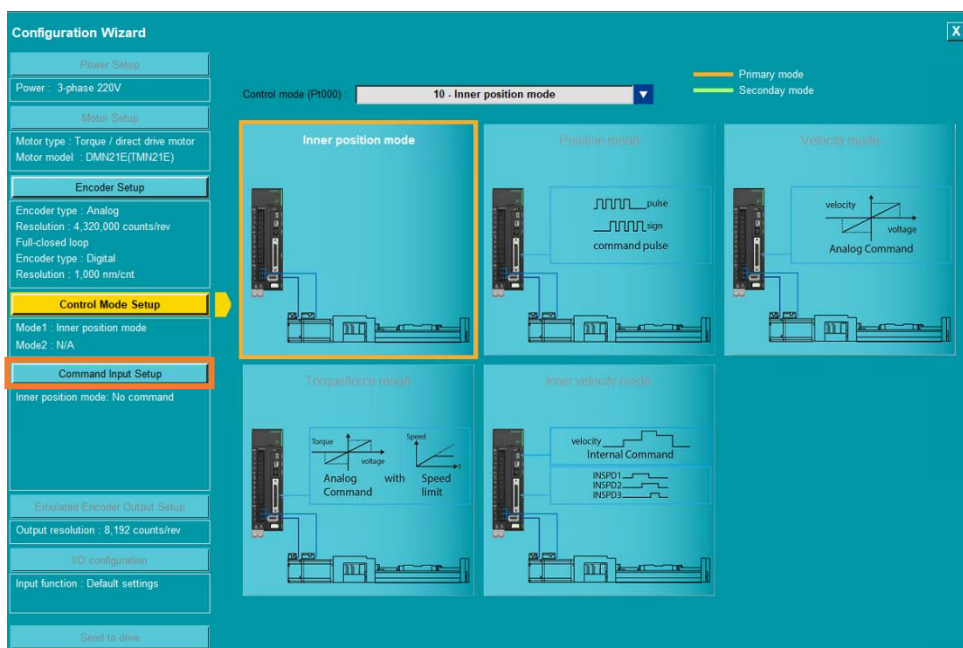 Configuration Wizard
X
Power Setup
Power : 3-phase 220V
Motor Setup
Motor type : Torque / direct drive motor
Motor model : DMN21E(TMN21E)
Encoder Setup
Encoder type : Analog
Resolution : 4,320,000 counts/rev
Full-closed loop
Encoder type : Digital
Resolution : 1,000 nm/cnt
Control Mode Setup
Mode1 : Inner position mode
Mode2 : N/A
Command Input Setup
Inner position mode: No command
Emulated Encoder Output Setup
Output resolution : 8,192 counts/rev
I/O configuration
Input function : Default settings
Send to drive
Control mode (Pt000) : 10 - Inner position mode
Primary mode
Seconday mode
Inner position mode
Position mode
pulse
sign
command pulse
Velocity mode
velocity
voltage
Analog Command
Torque/force mode
Torque
voltage
Speed
t
Analog with Speed
Command limit
Inner velocity mode
velocity
Internal Command
INSPD1
INSPD2
INSPD3